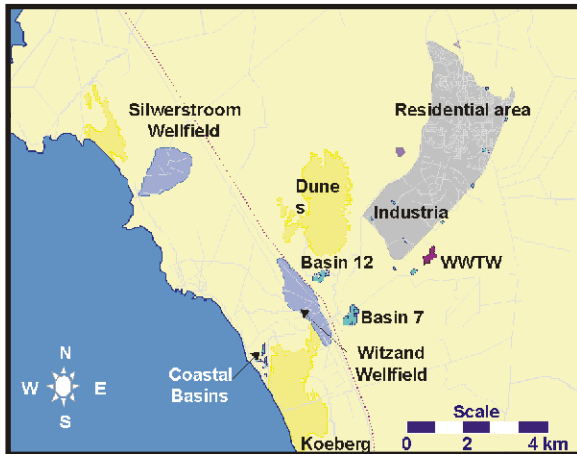 Silwerstroom
Wellfield
Residential area
Dune
s
Industria
Basin 12
WWTW
Basin 7
Witzand
Wellfield
Coastal
Basins
N
W E
S
Koeberg
Scale
0 2 4 km